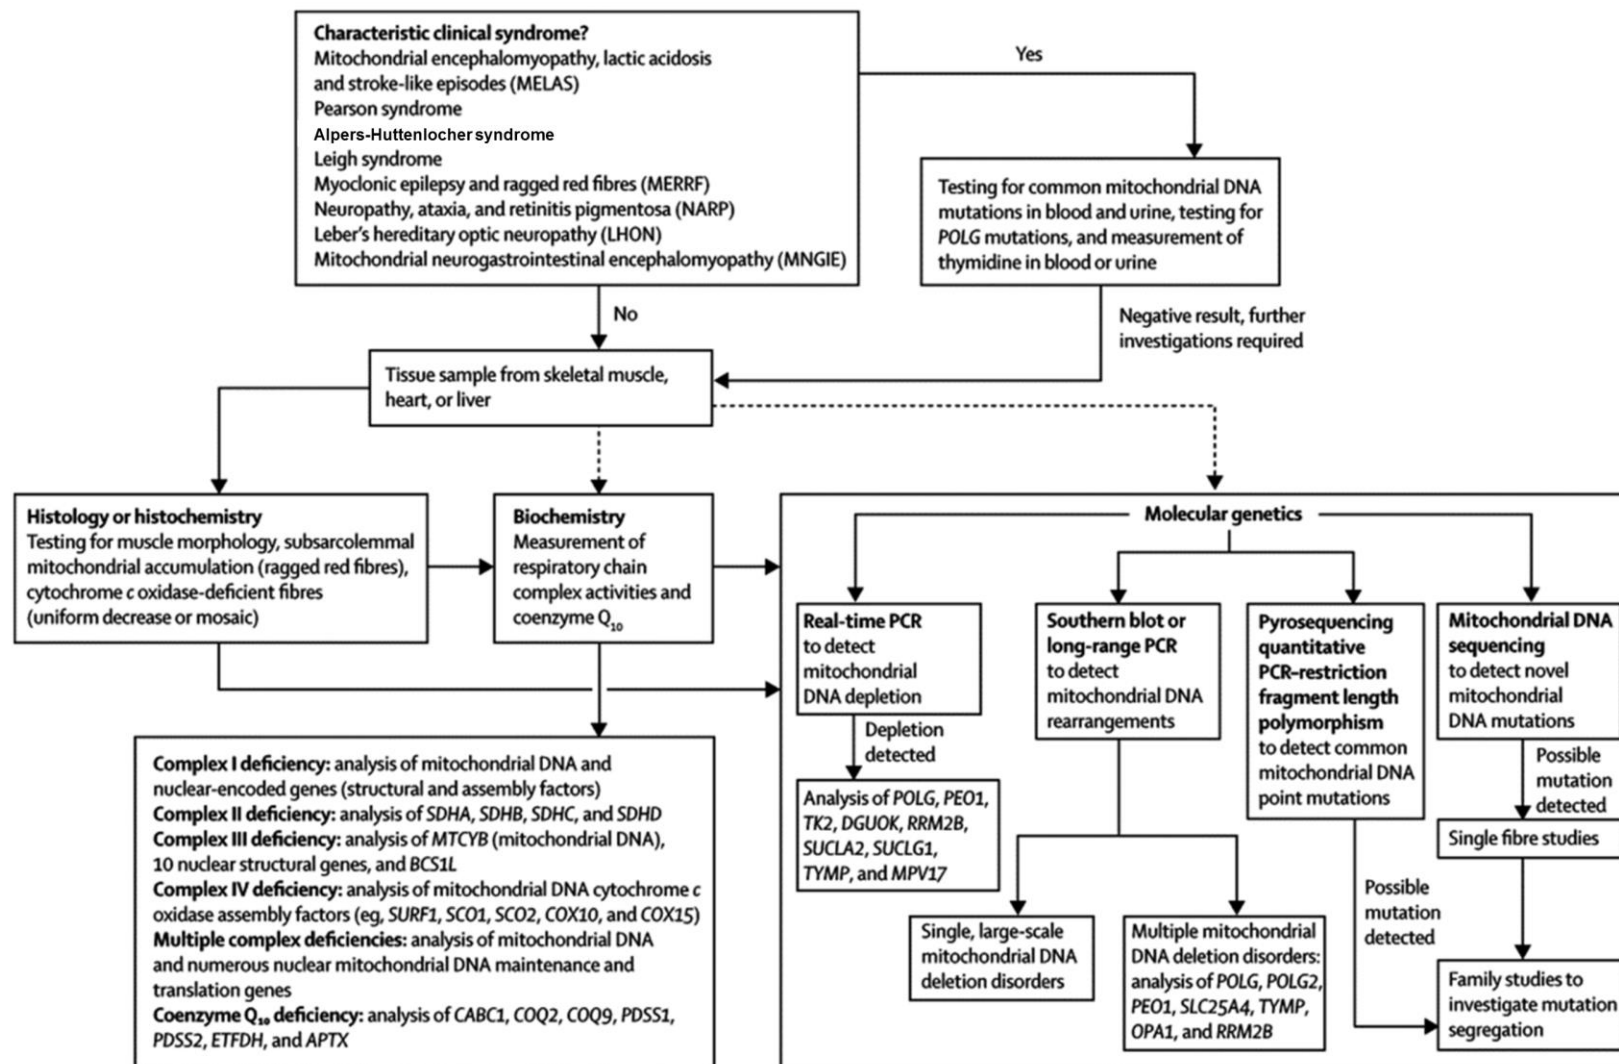 Characteristic clinical syndrome?
Mitochondrial encephalomyopathy, lactic acidosis
and stroke-like episodes (MELAS)
Pearson syndrome
Alpers-Huttenlocher syndrome
Leigh syndrome
Myoclonic epilepsy and ragged red fibres (MERRF)
Neuropathy, ataxia, and retinitis pigmentosa (NARP)
Leber's hereditary optic neuropathy (LHON)
Mitochondrial neurogastrointestinal encephalomyopathy (MNGIE)
Yes
Testing for common mitochondrial DNA
mutations in blood and urine, testing for
POLG mutations, and measurement of
thymidine in blood or urine
No
Negative result, further
investigations required
Tissue sample from skeletal muscle,
heart, or liver
Histology or histochemistry
Testing for muscle morphology, subsarcolemmal
mitochondrial accumulation (ragged red fibres),
cytochrome c oxidase-deficient fibres
(uniform decrease or mosaic)
Biochemistry
Measurement of
respiratory chain
complex activities and
coenzyme Q10
Molecular genetics
Real-time PCR
to detect
mitochondrial
DNA depletion
Southern blot or
long-range PCR
to detect
mitochondrial DNA
rearrangements
Pyrosequencing
quantitative
PCR–restriction
fragment length
polymorphism
to detect common
mitochondrial DNA
point mutations
Mitochondrial DNA
sequencing
to detect novel
mitochondrial
DNA mutations
Depletion
detected
Possible
mutation
detected
Analysis of POLG, PEO1,
TK2, DGUOK, RRM2B,
SUCLA2, SUCLG1,
TYMP, and MPV17
Single fibre studies
Possible
mutation
detected
Single, large-scale
mitochondrial DNA
deletion disorders
Multiple mitochondrial
DNA deletion disorders:
analysis of POLG, POLG2,
PEO1, SLC25A4, TYMP,
OPA1, and RRM2B
Family studies to
investigate mutation
segregation
Complex I deficiency: analysis of mitochondrial DNA and
nuclear-encoded genes (structural and assembly factors)
Complex II deficiency: analysis of SDHA, SDHB, SDHC, and SDHD
Complex III deficiency: analysis of MTCYB (mitochondrial DNA),
10 nuclear structural genes, and BCS1L
Complex IV deficiency: analysis of mitochondrial DNA cytochrome c
oxidase assembly factors (eg, SURF1, SCO1, SCO2, COX10, and COX15)
Multiple complex deficiencies: analysis of mitochondrial DNA
and numerous nuclear mitochondrial DNA maintenance and
translation genes
Coenzyme Q10 deficiency: analysis of CABC1, COQ2, COQ9, PDSS1,
PDSS2, ETFDH, and APTX